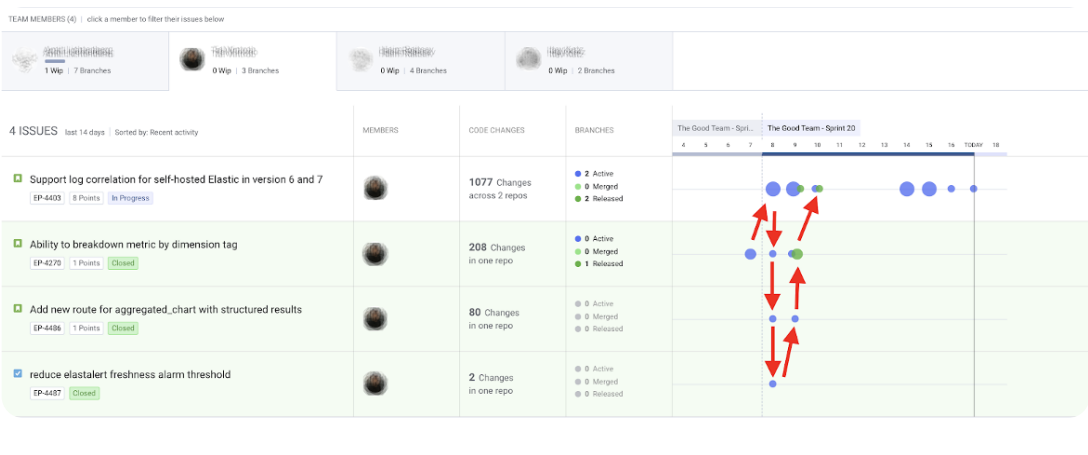 TEAM MEMBERS (4) | click a member to filter their issues below
1 Wip | 7 Branches
0 Wip | 3 Branches
0 Wip | 4 Branches
0 Wip | 2 Branches
4 ISSUES last 14 days | Sorted by: Recent activity
MEMBERS
CODE CHANGES
BRANCHES
The Good Team - Spri...
The Good Team - Sprint 20
4 5 6 7 8 9 10 11 12 13 14 15 16 TODAY 18
Support log correlation for self-hosted Elastic in version 6 and 7
EP-4403 8 Points In Progress
1077 Changes
across 2 repos
2 Active
0 Merged
2 Released
Ability to breakdown metric by dimension tag
EP-4270 1 Points Closed
208 Changes
in one repo
0 Active
0 Merged
1 Released
Add new route for aggregated_chart with structured results
EP-4486 1 Points Closed
80 Changes
in one repo
0 Active
0 Merged
0 Released
reduce elastalert freshness alarm threshold
EP-4487 Closed
2 Changes
in one repo
0 Active
0 Merged
0 Released